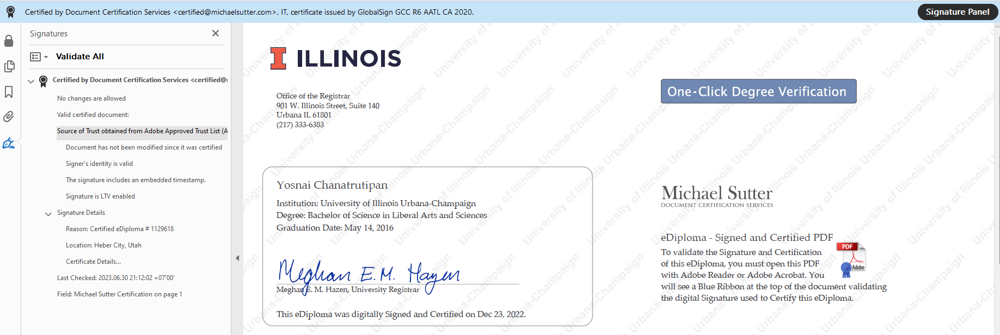 Certified by Document Certification Services <certified@michaelsutter.com>, IT, certificate issued by GlobalSign GCC R6 AATL CA 2020.
Signature Panel
Signatures
Validate All
Certified by Document Certification Services <certified@
No changes are allowed
Valid certified document:
Source of Trust obtained from Adobe Approved Trust List (A
Document has not been modified since it was certified
Signer's identity is valid
The signature includes an embedded timestamp.
Signature is LTV enabled
Signature Details
Reason: Certified eDiploma # 1129618
Location: Heber City, Utah
Certificate Details...
Last Checked: 2023.06.30 21:12:02 +07'00'
Field: Michael Sutter Certification on page 1
I ILLINOIS
Office of the Registrar
901 W. Illinois Street, Suite 140
Urbana IL 61801
(217) 333-6383
One-Click Degree Verification
Yosnai Chanatrutipan
Institution: University of Illinois Urbana-Champaign
Degree: Bachelor of Science in Liberal Arts and Sciences
Graduation Date: May 14, 2016
Meghan E.M. Hazen
Meghan E. M. Hazen, University Registrar
This eDiploma was digitally Signed and Certified on Dec 23, 2022.
Michael Sutter
DOCUMENT CERTIFICATION SERVICES
eDiploma - Signed and Certified PDF
To validate the Signature and Certification
of this eDiploma, you must open this PDF
with Adobe Reader or Adobe Acrobat. You
will see a Blue Ribbon at the top of the document validating
the digital Signature used to Certify this eDiploma.
PDF
Adobe
University of Illinois Urbana-Champaign